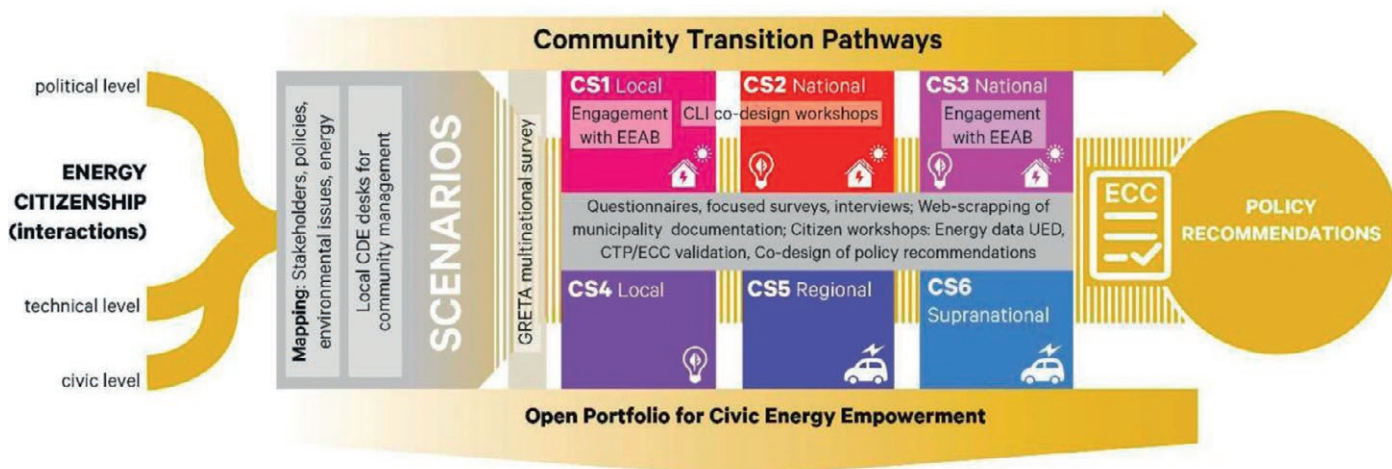 Community Transition Pathways
political level
ENERGY
CITIZENSHIP
(interactions)
technical level
civic level
Mapping: Stakeholders, policies,
environmental issues, energy
Local CDE desks for
community management
SCENARIOS
GRETA multinational survey
CS1 Local
Engagement
with EEAB
CS2 National
CLI co-design workshops
CS3 National
Engagement
with EEAB
Questionnaires, focused surveys, interviews; Web-scrapping of
municipality documentation; Citizen workshops: Energy data UED,
CTP/ECC validation, Co-design of policy recommendations
CS4 Local
CS5 Regional
CS6
Supranational
ECC
POLICY
RECOMMENDATIONS
Open Portfolio for Civic Energy Empowerment